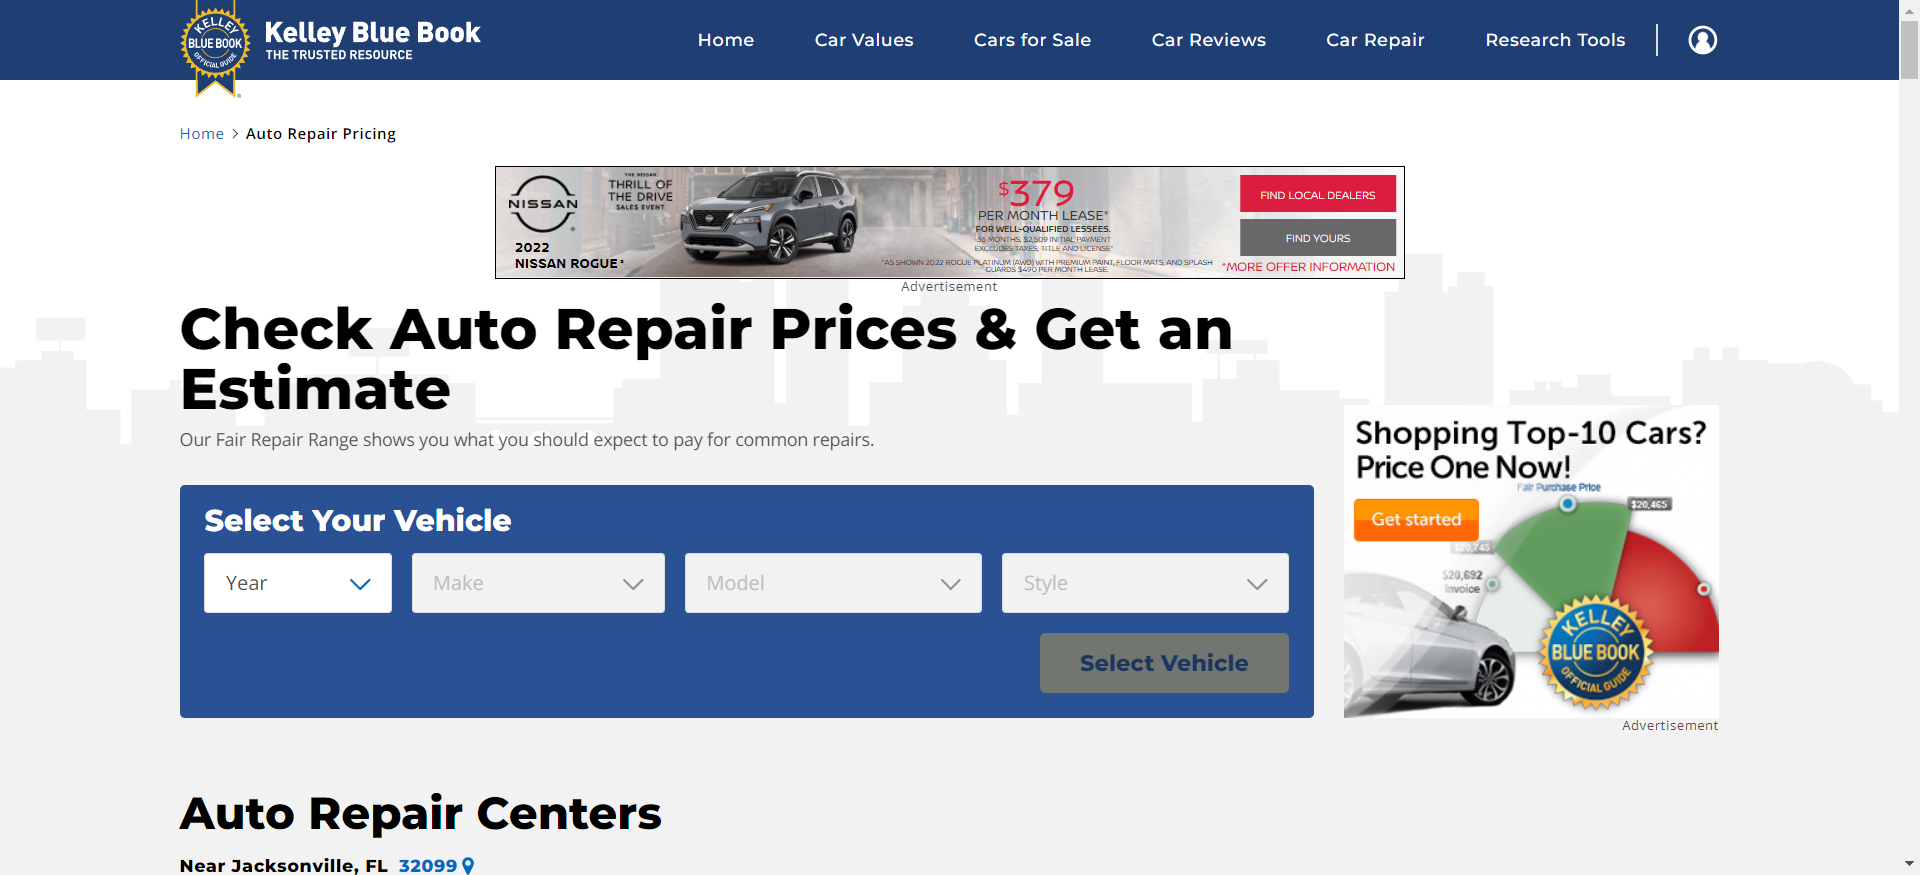 KELLEY
BLUE BOOK
OFFICIAL GUIDE
Kelley Blue Book
THE TRUSTED RESOURCE
Home
Car Values
Cars for Sale
Car Reviews
Car Repair
Research Tools
Home > Auto Repair Pricing
NISSAN
2022
NISSAN ROGUE*
THE NISSAN
THRILL OF
THE DRIVE
SALES EVENT
$379
PER MONTH LEASE*
FOR WELL-QUALIFIED LESSEES.
36 MONTHS, $2,509 INITIAL PAYMENT
EXCLUDES TAXES, TITLE AND LICENSE*
*AS SHOWN 2022 ROGUE PLATINUM (AWD) WITH PREMIUM PAINT, FLOOR MATS, AND SPLASH
GUARDS $490 PER MONTH LEASE.
FIND LOCAL DEALERS
FIND YOURS
*MORE OFFER INFORMATION
Advertisement
Check Auto Repair Prices & Get an
Estimate
Our Fair Repair Range shows you what you should expect to pay for common repairs.
Select Your Vehicle
Year
Make
Model
Style
Select Vehicle
Shopping Top-10 Cars?
Price One Now!
Fair Purchase Price
$20,465
Get started
$20,745
$20,692
Invoice
KELLEY
BLUE BOOK
OFFICIAL GUIDE
Advertisement
Auto Repair Centers
Near Jacksonville, FL 32099